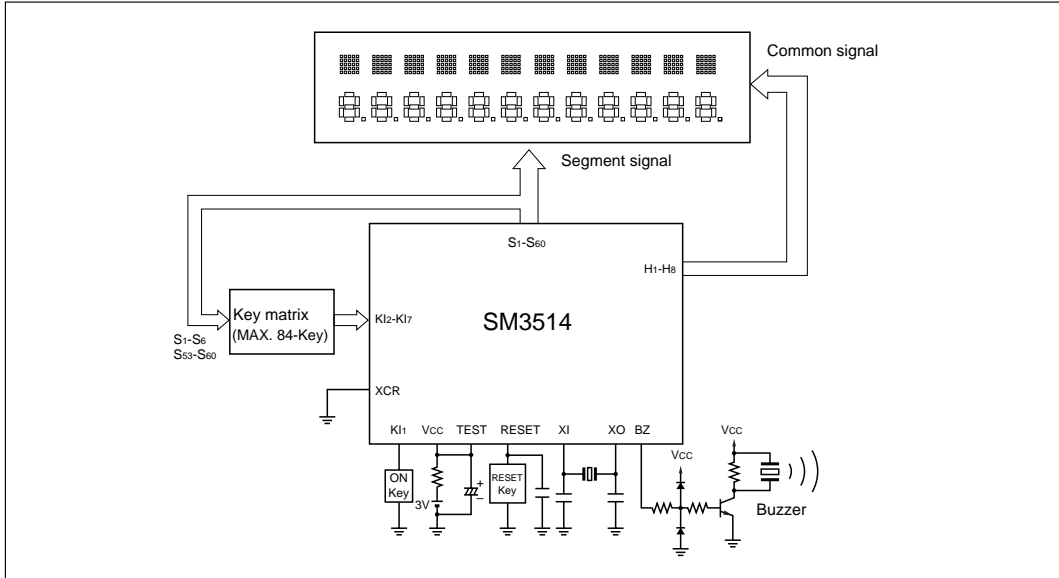 Common signal
Segment signal
S1-S60
H1-H8
Key matrix
(MAX. 84-Key)
KI2-KI7
SM3514
S1-S6
S53-S60
XCR
KI1 VCC TEST RESET XI XO BZ
VCC
VCC
ON
Key
+
–
3V
RESET
Key
Buzzer